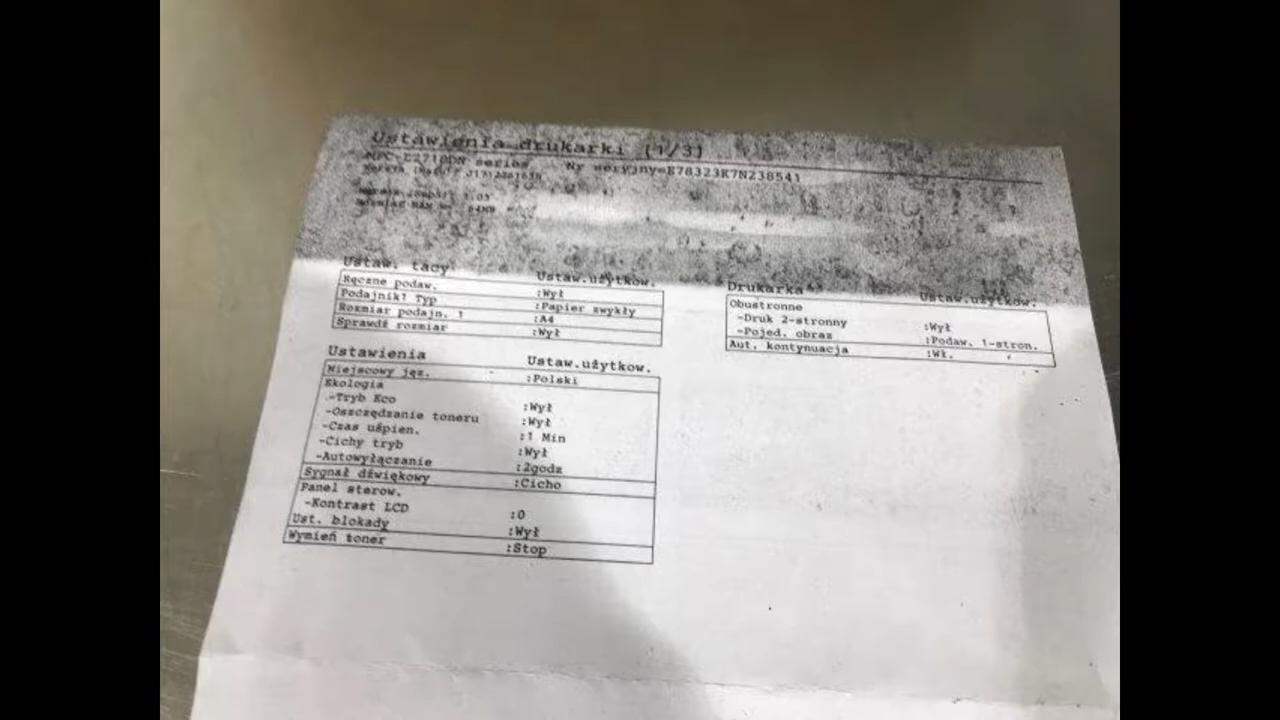 Ustawienia drukarki (1/3)
series Nr seryjny=E78323K7N238541
Ustaw. tacy Ustaw.użytkow.
Ręczne podaw. :Wył
Podajnik1 Typ :Papier zwykły
Rozmiar podajn. 1 :A4
Sprawdź rozmiar :Wył
Drukarka Ustaw.użytkow.
Obustronne
-Druk 2-stronny :Wył
-Pojed. obraz :Podaw. 1-stron.
Aut. kontynuacja :Wł.
Ustawienia Ustaw.użytkow.
Miejscowy jęz. :Polski
Ekologia
-Tryb Eco :Wył
-Oszczędzanie toneru :Wył
-Czas uśpien. :1 Min
-Cichy tryb :Wył
-Autowyłączanie :2godz
Sygnał dźwiękowy :Cicho
Panel sterow.
-Kontrast LCD :0
Ust. blokady :Wył
Wymień toner :Stop